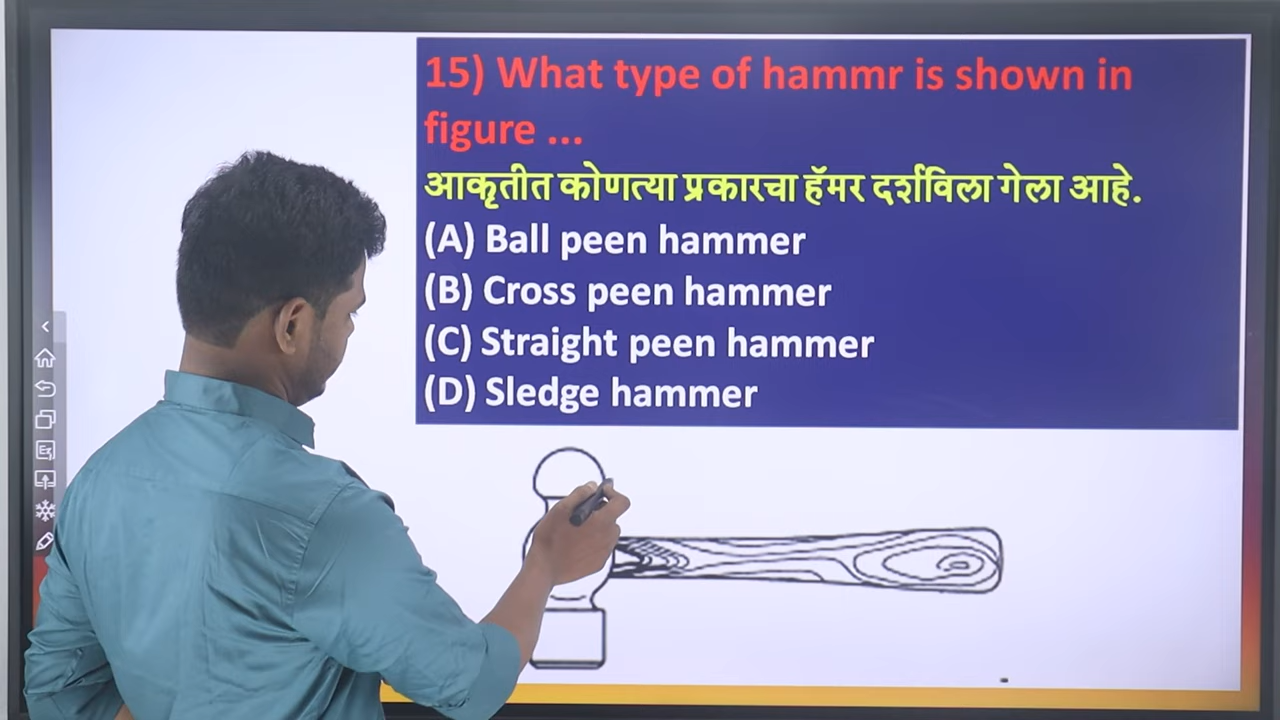 15) What type of hammr is shown in
figure ...
आकृतीत कोणत्या प्रकारचा हॅमर दर्शविला गेला आहे.
(A) Ball peen hammer
(B) Cross peen hammer
(C) Straight peen hammer
(D) Sledge hammer